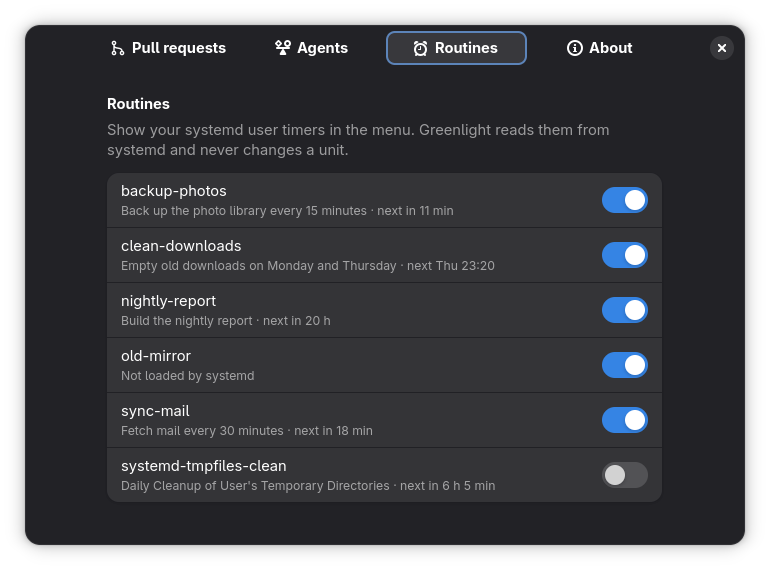 Pull requests
Agents
Routines
About
Routines
Show your systemd user timers in the menu. Greenlight reads them from
systemd and never changes a unit.
backup-photos
Back up the photo library every 15 minutes · next in 11 min
clean-downloads
Empty old downloads on Monday and Thursday · next Thu 23:20
nightly-report
Build the nightly report · next in 20 h
old-mirror
Not loaded by systemd
sync-mail
Fetch mail every 30 minutes · next in 18 min
systemd-tmpfiles-clean
Daily Cleanup of User's Temporary Directories · next in 6 h 5 min